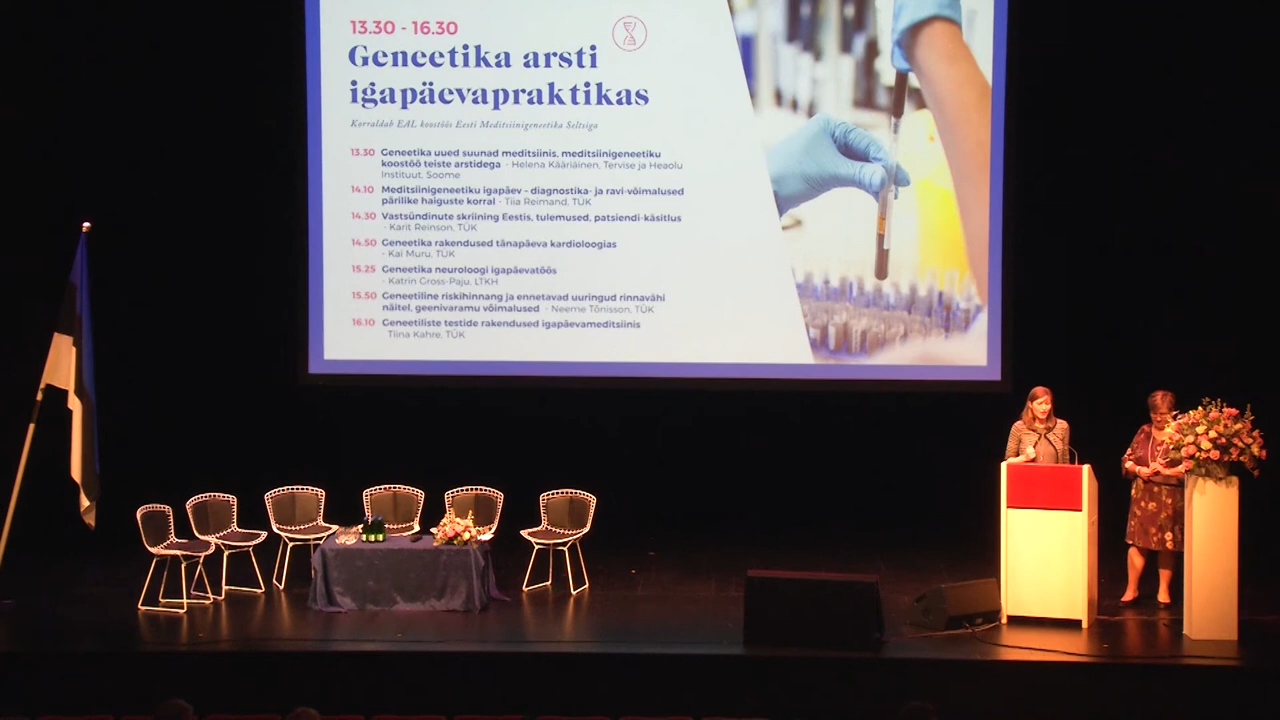 13.30 - 16.30
Geneetika arsti
igapäevapraktikas
Korraldab EAL koostöös Eesti Meditsiinigeneetika Seltsiga
13.30 Geneetika uued suunad meditsiinis, meditsiinigeneetiku
koostöö teiste arstidega - Helena Kääriäinen, Tervise ja Heaolu
Instituut, Soome
14.10 Meditsiinigeneetiku igapäev – diagnostika- ja ravi-võimalused
pärilike haiguste korral - Tiia Reimand, TÜK
14.30 Vastsündinute skriining Eestis, tulemused, patsiendi-käsitlus
- Karit Reinson, TÜK
14.50 Geneetika rakendused tänapäeva kardioloogias
- Kai Muru, TÜK
15.25 Geneetika neuroloogi igapäevatöös
- Katrin Gross-Paju, LTKH
15.50 Geneetiline riskihinnang ja ennetavad uuringud rinnavähi
näitel, geenivaramu võimalused - Neeme Tõnisson, TÜK
16.10 Geneetiliste testide rakendused igapäevameditsiinis
Tiina Kahre, TÜK